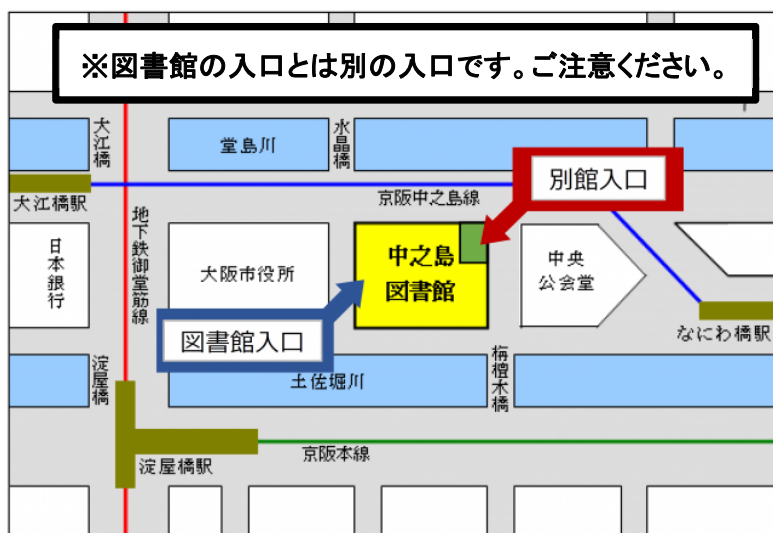 ※図書館の入口とは別の入口です。ご注意ください。
大江橋
堂島川
水晶橋
別館入口
大江橋駅
京阪中之島線
地下鉄御堂筋線
日本銀行
大阪市役所
中之島
図書館
中央
公会堂
図書館入口
なにわ橋駅
淀屋橋
土佐堀川
栴檀木橋
淀屋橋駅
京阪本線